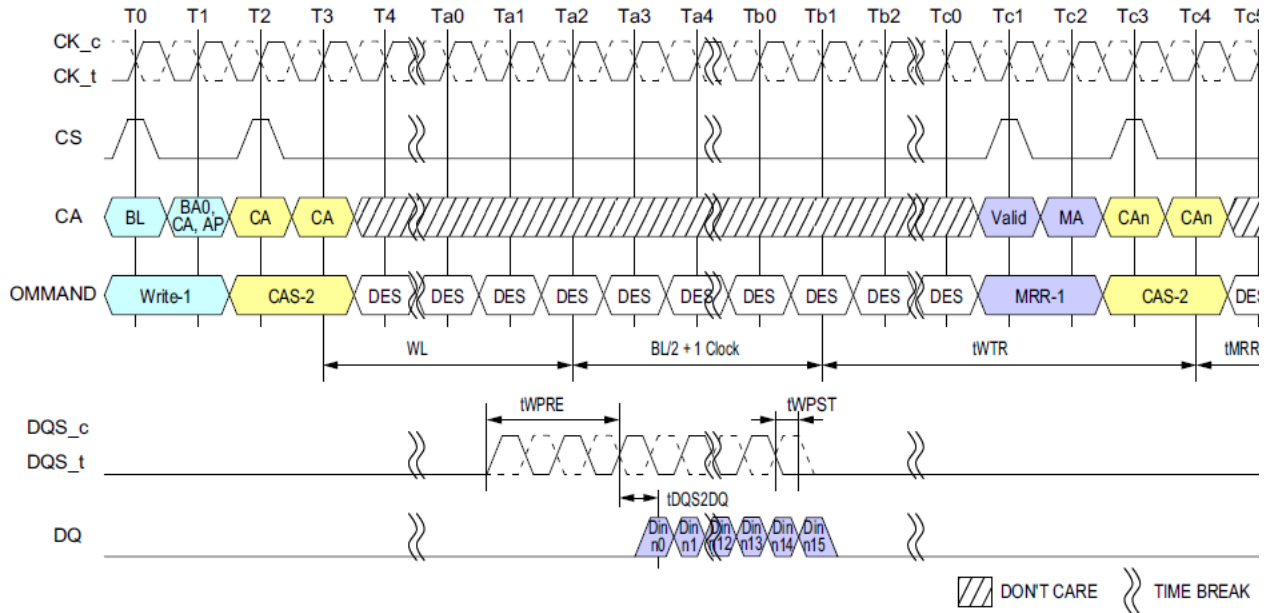 T0 T1 T2 T3 T4 Ta0 Ta1 Ta2 Ta3 Ta4 Tb0 Tb1 Tb2 Tc0 Tc1 Tc2 Tc3 Tc4 Tc5
CK_c
CK_t
CS
CA BL BA0, CA, AP CA CA Valid MA CAn CAn
OMMAND Write-1 CAS-2 DES DES DES DES DES DES DES DES DES DES MRR-1 CAS-2 DES
WL BL/2 + 1 Clock tWTR tMRR
tWPRE tWPST
DQS_c
DQS_t
tDQS2DQ
DQ Din n0 Din n1 Din n12 Din n13 Din n14 Din n15
DON'T CARE TIME BREAK